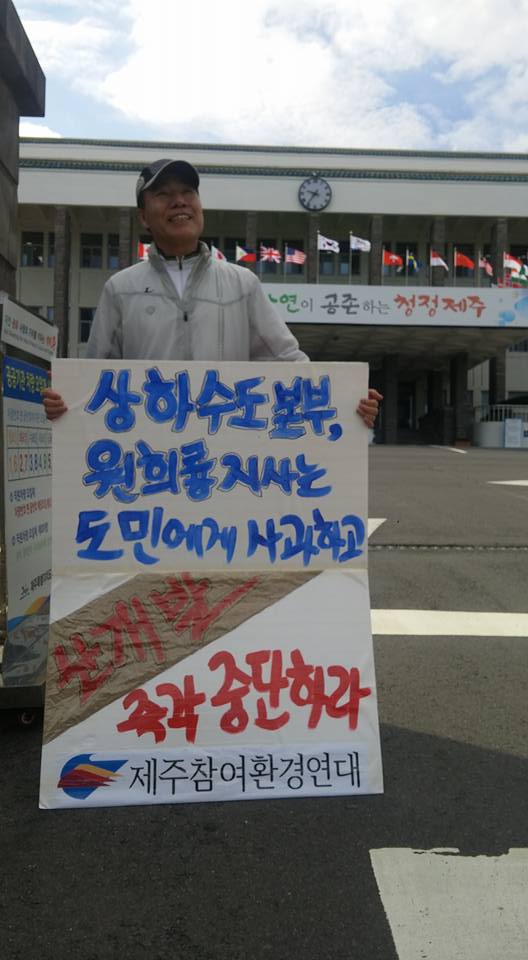 연이 공존하는 청정제주
상하수도 본부,
원희룡 지사는
도민에게 사과하고
난개발
즉각 중단하라
제주참여환경연대